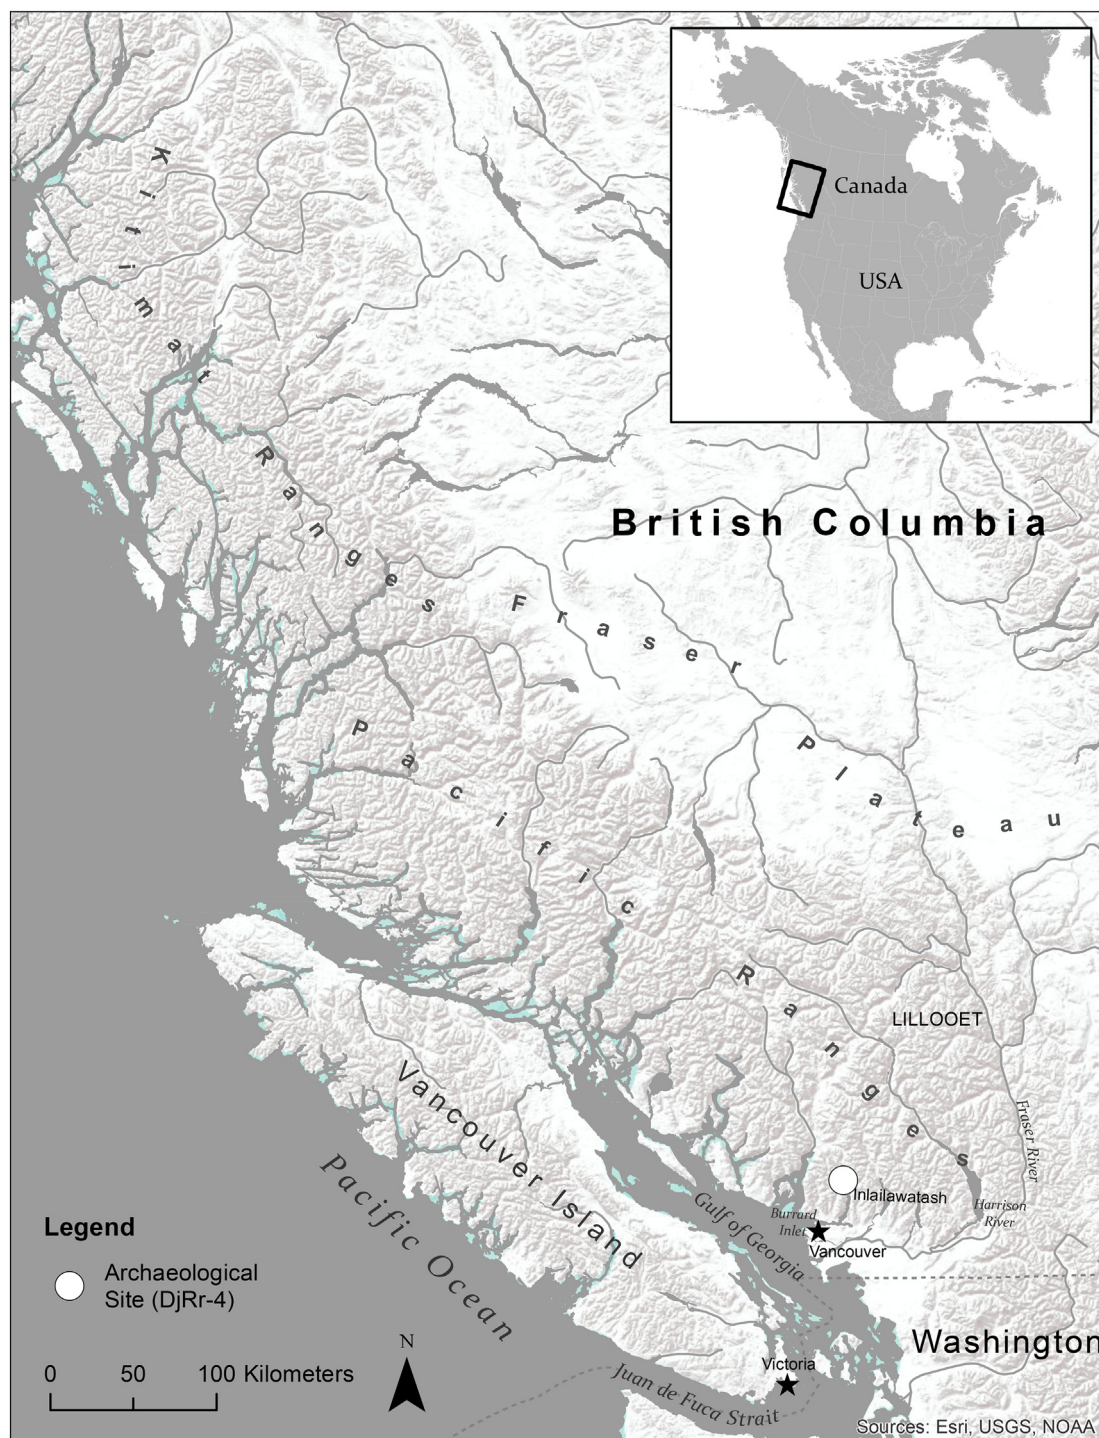 Canada
USA
Kitimat
Ranges
British Columbia
Fraser
Plateau
Pacific
Ranges
LILLOOET
Fraser River
Vancouver Island
Pacific Ocean
Inlailawatash
Harrison
River
Gulf of Georgia
Burrard
Inlet
Vancouver
Legend
Archaeological
Site (DjRr-4)
Washington
N
0 50 100 Kilometers
Victoria
Juan de Fuca Strait
Sources: Esri, USGS, NOAA